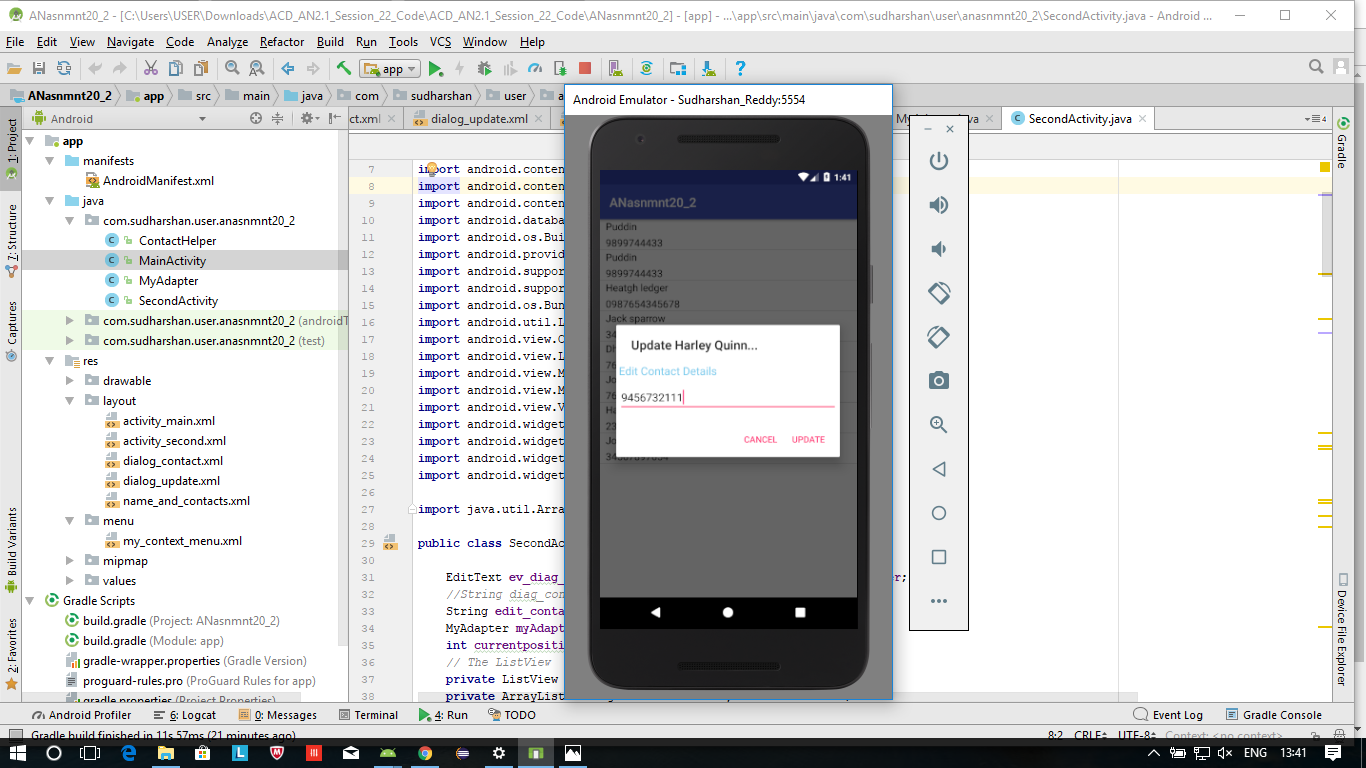 ANasnmnt20_2 - [C:\Users\USER\Downloads\ACD_AN2.1_Session_22_Code\ACD_AN2.1_Session_22_Code\ANasnmnt20_2] - [app] - ...\app\src\main\java\com\sudharshan\user\anasnmnt20_2\SecondActivity.java - Android ...
File Edit View Navigate Code Analyze Refactor Build Run Tools VCS Window Help
app
ANasnmnt20_2 app src main java com sudharshan user
Android Emulator - Sudharshan_Reddy:5554
Android
ct.xml dialog_update.xml SecondActivity.java
1: Project
Z: Structure
Captures
Build Variants
2: Favorites
app
manifests
AndroidManifest.xml
java
com.sudharshan.user.anasnmnt20_2
ContactHelper
MainActivity
MyAdapter
SecondActivity
com.sudharshan.user.anasnmnt20_2 (androidT
com.sudharshan.user.anasnmnt20_2 (test)
res
drawable
layout
activity_main.xml
activity_second.xml
dialog_contact.xml
dialog_update.xml
name_and_contacts.xml
menu
my_context_menu.xml
mipmap
values
Gradle Scripts
build.gradle (Project: ANasnmnt20_2)
build.gradle (Module: app)
gradle-wrapper.properties (Gradle Version)
proguard-rules.pro (ProGuard Rules for app)
gradle.properties (Project Properties)
7 import android.conten
8 import android.conten
9 import android.conten
10 import android.databa
11 import android.os.Bui
12 import android.provid
13 import android.suppor
14 import android.suppor
15 import android.os.Bun
16 import android.util.L
17 import android.view.C
18 import android.view.L
19 import android.view.M
20 import android.view.M
21 import android.view.V
22 import android.widget
23 import android.widget
24 import android.widget
25 import android.widget
26
27 import java.util.Arra
28
29 public class SecondAc
30
31 EditText ev_diag_
32 //String diag_con
33 String edit_conta
34 MyAdapter myAdapt
35 int currentpositi
36 // The ListView
37 private ListView
38 private ArrayList
1:41
ANasnmnt20_2
Puddin
9899744433
Puddin
9899744433
Heatgh ledger
0987654345678
Jack sparrow
Update Harley Quinn...
Edit Contact Details
9456732111
CANCEL UPDATE
Gradle
Device File Explorer
Android Profiler 6: Logcat 0: Messages Terminal 4: Run TODO Event Log Gradle Console
Gradle build finished in 11s 57ms (21 minutes ago) 8:2 CRLF UTF-8 Context: <no context>
ENG 13:41